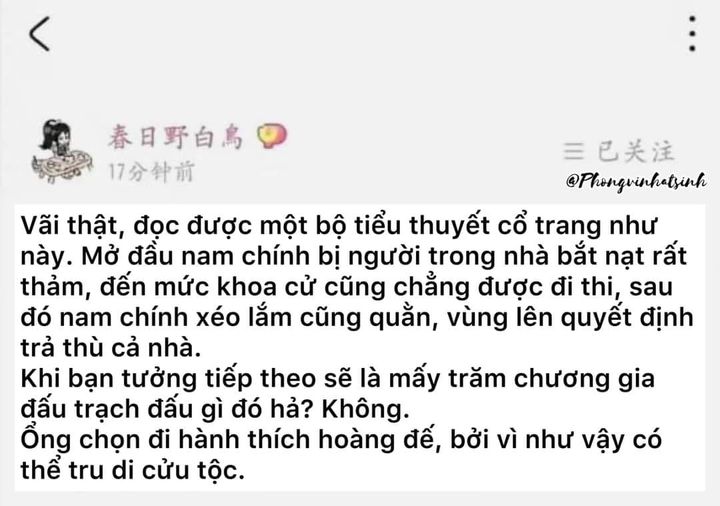 春日野白鳥
17分钟前
已关注
@Phongvinhatsinh
Vãi thật, đọc được một bộ tiểu thuyết cổ trang như
này. Mở đầu nam chính bị người trong nhà bắt nạt rất
thảm, đến mức khoa cử cũng chẳng được đi thi, sau
đó nam chính xéo lắm cũng quằn, vùng lên quyết định
trả thù cả nhà.
Khi bạn tưởng tiếp theo sẽ là mấy trăm chương gia
đấu trạch đấu gì đó hả? Không.
Ổng chọn đi hành thích hoàng đế, bởi vì như vậy có
thể tru di cửu tộc.